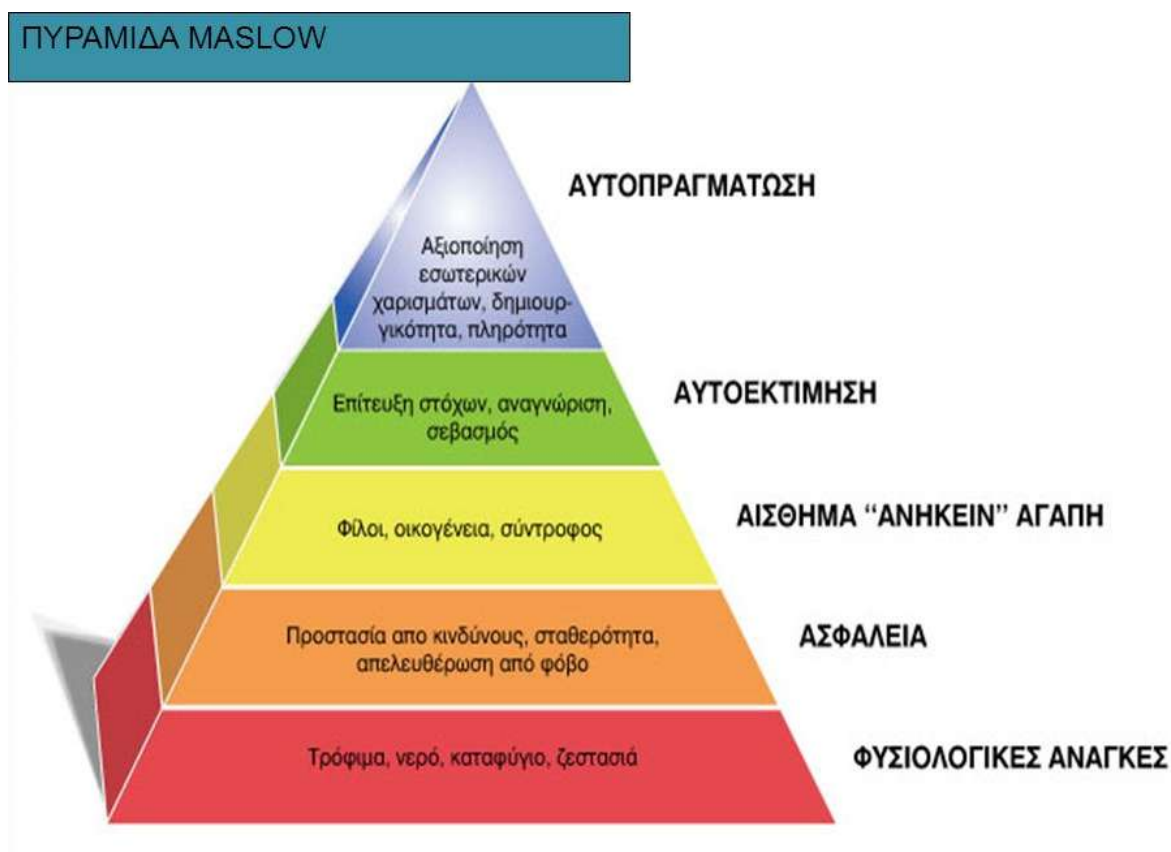 ΠΥΡΑΜΙΔΑ MASLOW
ΑΥΤΟΠΡΑΓΜΑΤΩΣΗ
Αξιοποίηση
εσωτερικών
χαρισμάτων, δημιουρ-
γικότητα, πληρότητα
ΑΥΤΟΕΚΤΙΜΗΣΗ
Επίτευξη στόχων, αναγνώριση,
σεβασμός
ΑΙΣΘΗΜΑ “ΑΝΗΚΕΙΝ” ΑΓΑΠΗ
Φίλοι, οικογένεια, σύντροφος
ΑΣΦΑΛΕΙΑ
Προστασία απο κινδύνους, σταθερότητα,
απελευθέρωση από φόβο
ΦΥΣΙΟΛΟΓΙΚΕΣ ΑΝΑΓΚΕΣ
Τρόφιμα, νερό, καταφύγιο, ζεστασιά